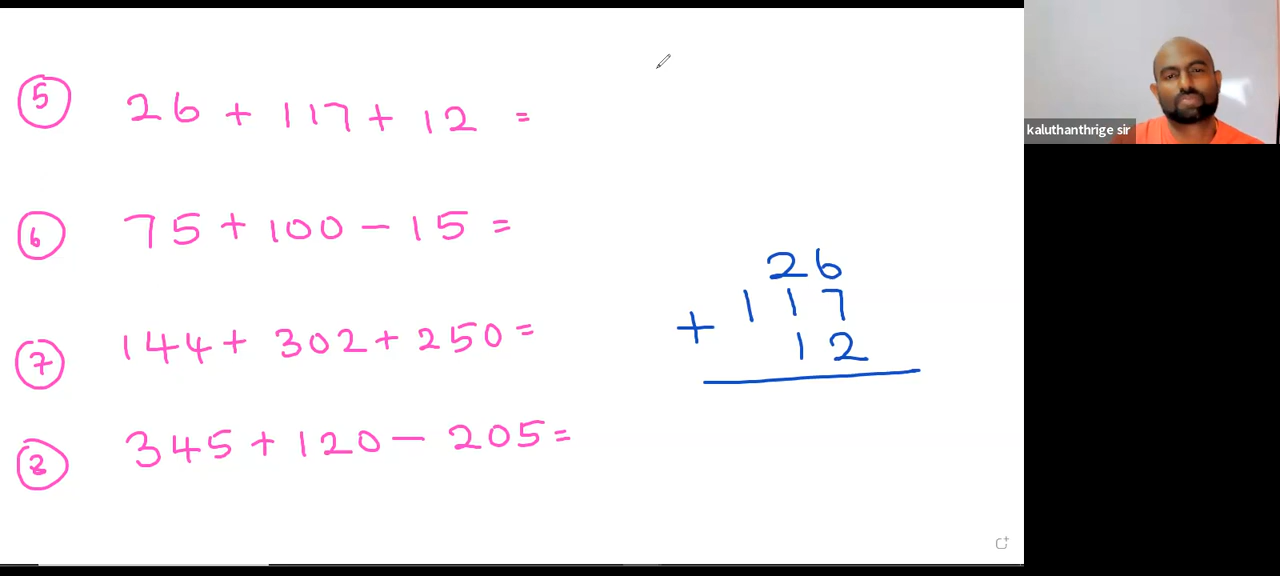 5 26 + 117 + 12 =
6 75 + 100 - 15 =
7 144 + 302 + 250 =
8 345 + 120 - 205 =
26
117
+ 12
kaluthanthrige sir